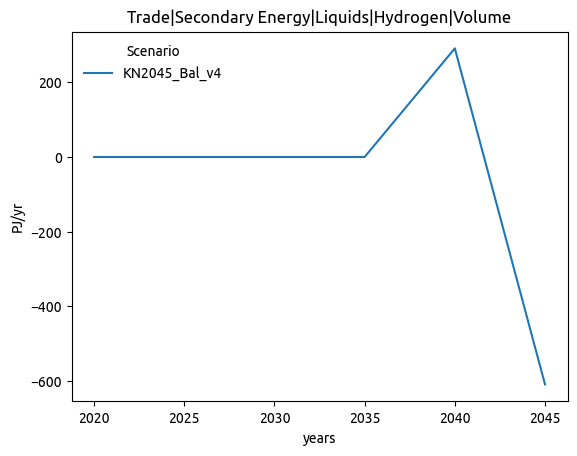 Trade|Secondary Energy|Liquids|Hydrogen|Volume
Scenario
KN2045_Bal_v4
200
0
−200
−400
−600
PJ/yr
2020 2025 2030 2035 2040 2045
years